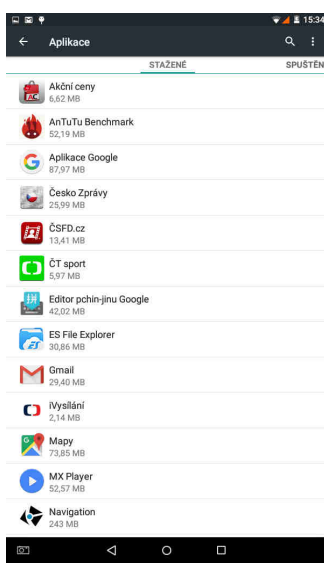 15:34
Aplikace
STAŽENÉ SPUŠTĚN
Akční ceny
6,62 MB
AnTuTu Benchmark
52,19 MB
Aplikace Google
87,97 MB
Česko Zprávy
25,99 MB
ČSFD.cz
13,41 MB
ČT sport
5,97 MB
Editor pchin-jinu Google
42,02 MB
ES File Explorer
30,86 MB
Gmail
29,40 MB
iVysílání
2,14 MB
Mapy
73,85 MB
MX Player
52,57 MB
Navigation
243 MB